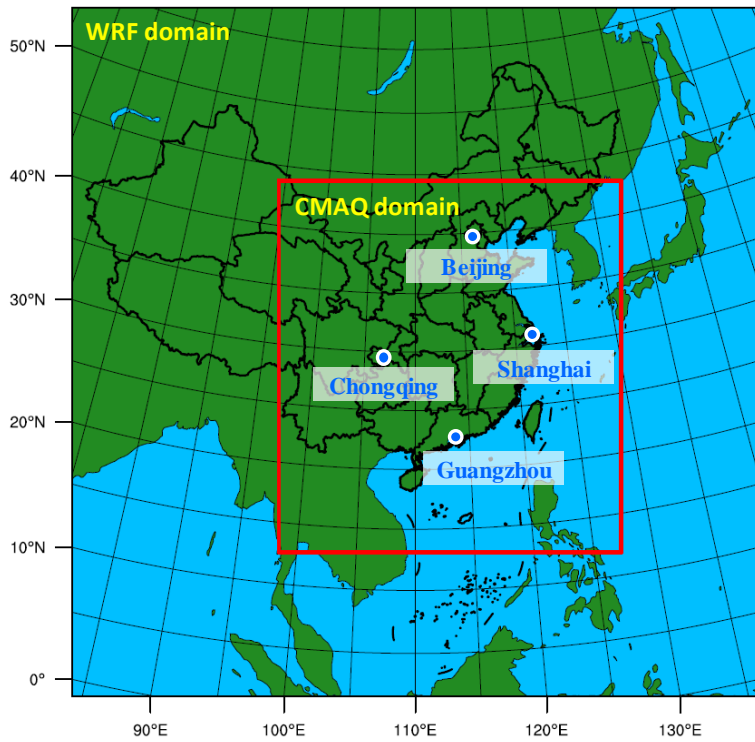 WRF domain
50°N
40°N
30°N
20°N
10°N
0°
CMAQ domain
Beijing
Shanghai
Chongqing
Guangzhou
90°E
100°E
110°E
120°E
130°E